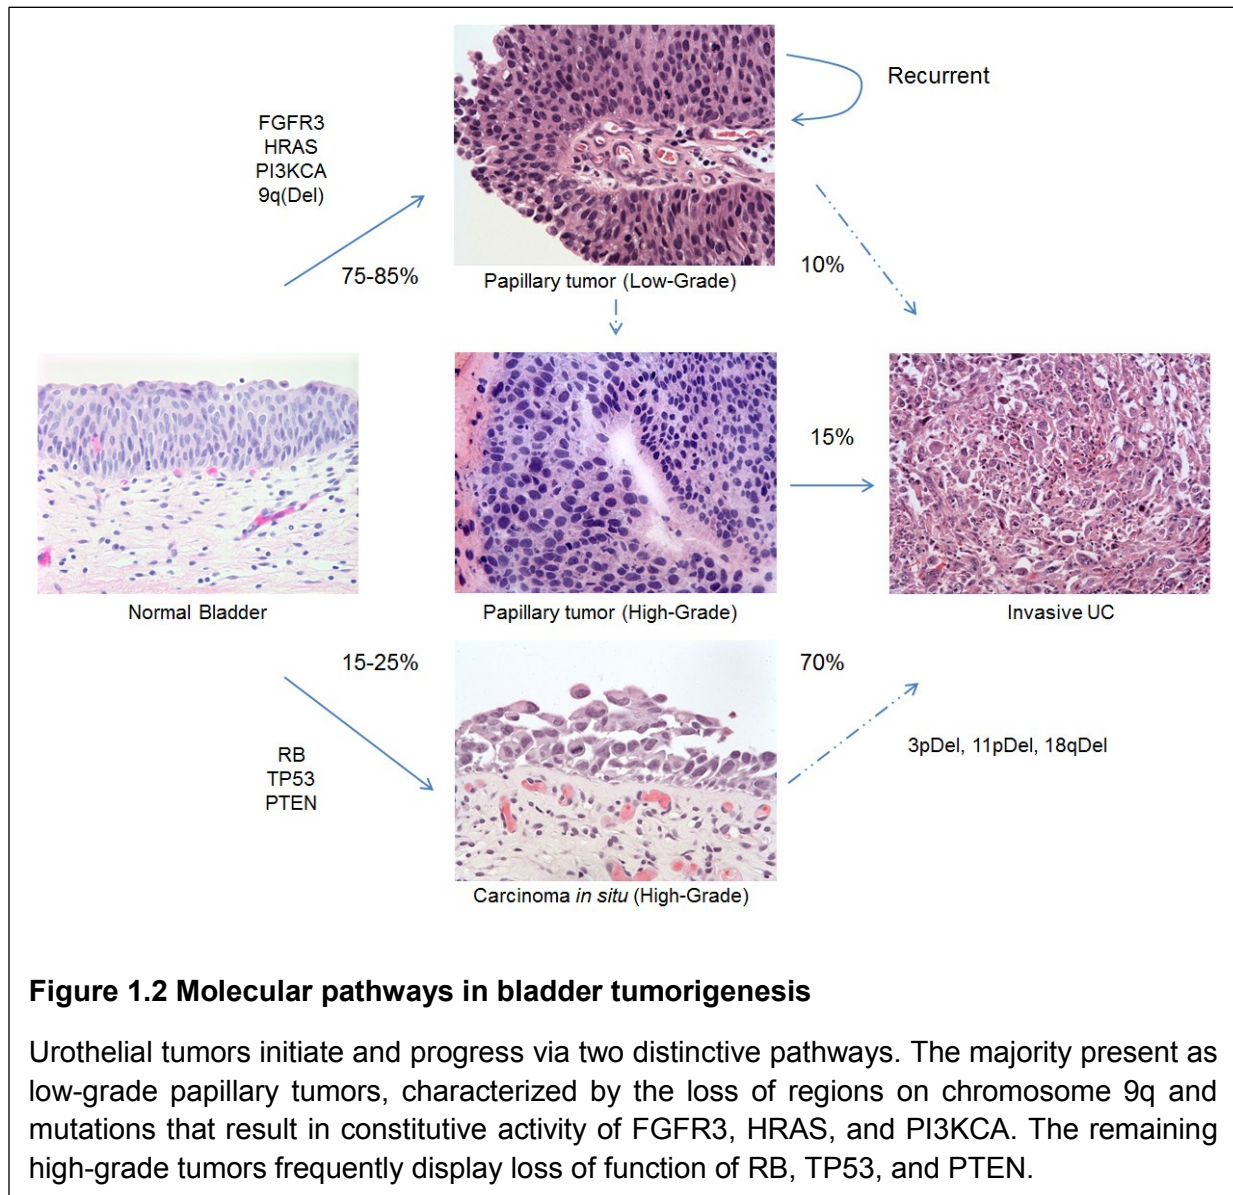 Recurrent
FGFR3
HRAS
PI3KCA
9q(Del)
75-85%
10%
Papillary tumor (Low-Grade)
15%
Normal Bladder
Papillary tumor (High-Grade)
Invasive UC
15-25%
70%
RB
TP53
PTEN
3pDel, 11pDel, 18qDel
Carcinoma in situ (High-Grade)
Figure 1.2 Molecular pathways in bladder tumorigenesis
Urothelial tumors initiate and progress via two distinctive pathways. The majority present as
low-grade papillary tumors, characterized by the loss of regions on chromosome 9q and
mutations that result in constitutive activity of FGFR3, HRAS, and PI3KCA. The remaining
high-grade tumors frequently display loss of function of RB, TP53, and PTEN.